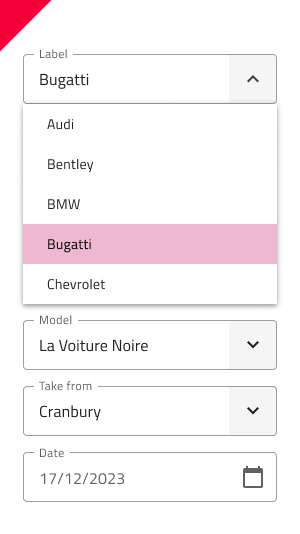 Label
Bugatti
Audi
Bentley
BMW
Bugatti
Chevrolet
Model
La Voiture Noire
Take from
Cranbury
Date
17/12/2023